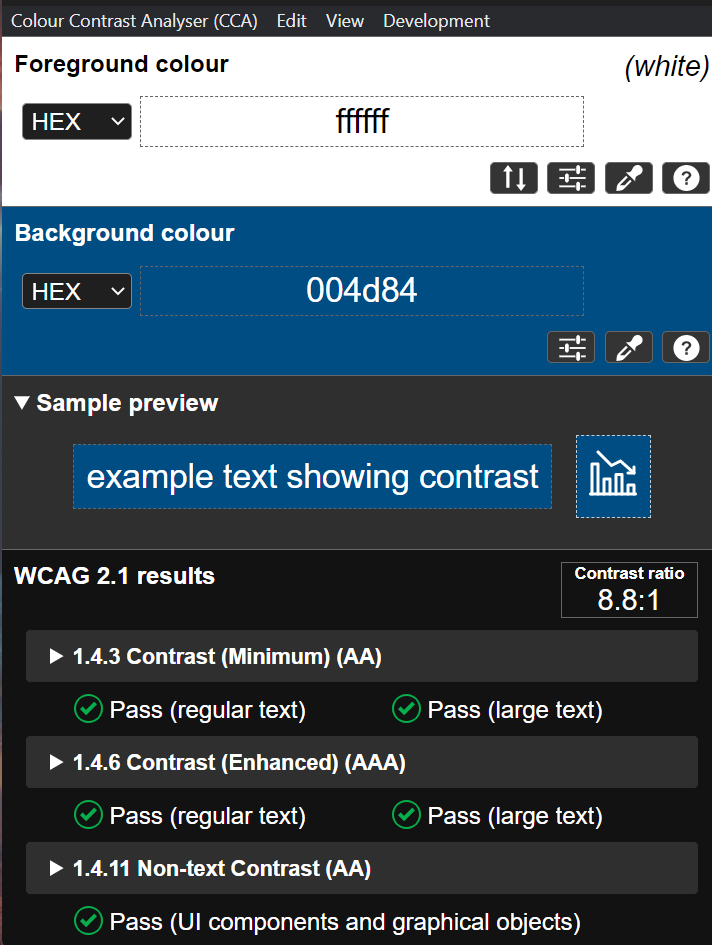 Colour Contrast Analyser (CCA) Edit View Development
Foreground colour (white)
HEX ffffff
?
Background colour
HEX 004d84
?
▼ Sample preview
example text showing contrast
WCAG 2.1 results
Contrast ratio
8.8:1
▶ 1.4.3 Contrast (Minimum) (AA)
Pass (regular text) Pass (large text)
▶ 1.4.6 Contrast (Enhanced) (AAA)
Pass (regular text) Pass (large text)
▶ 1.4.11 Non-text Contrast (AA)
Pass (UI components and graphical objects)